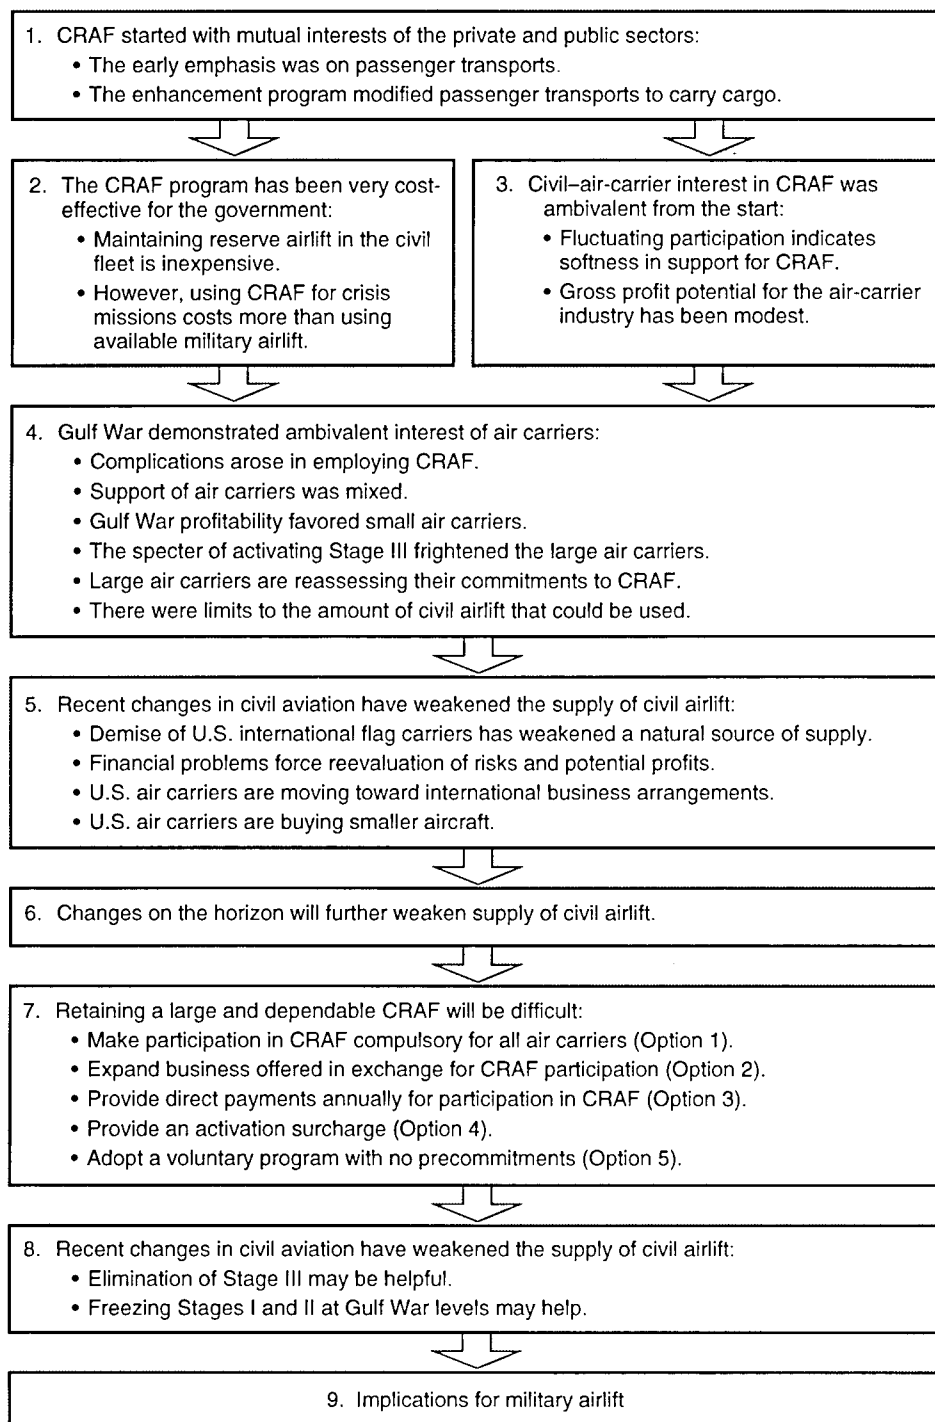 1. CRAF started with mutual interests of the private and public sectors:
• The early emphasis was on passenger transports.
• The enhancement program modified passenger transports to carry cargo.
2. The CRAF program has been very cost-
effective for the government:
• Maintaining reserve airlift in the civil
fleet is inexpensive.
• However, using CRAF for crisis
missions costs more than using
available military airlift.
3. Civil–air-carrier interest in CRAF was
ambivalent from the start:
• Fluctuating participation indicates
softness in support for CRAF.
• Gross profit potential for the air-carrier
industry has been modest.
4. Gulf War demonstrated ambivalent interest of air carriers:
• Complications arose in employing CRAF.
• Support of air carriers was mixed.
• Gulf War profitability favored small air carriers.
• The specter of activating Stage III frightened the large air carriers.
• Large air carriers are reassessing their commitments to CRAF.
• There were limits to the amount of civil airlift that could be used.
5. Recent changes in civil aviation have weakened the supply of civil airlift:
• Demise of U.S. international flag carriers has weakened a natural source of supply.
• Financial problems force reevaluation of risks and potential profits.
• U.S. air carriers are moving toward international business arrangements.
• U.S. air carriers are buying smaller aircraft.
6. Changes on the horizon will further weaken supply of civil airlift.
7. Retaining a large and dependable CRAF will be difficult:
• Make participation in CRAF compulsory for all air carriers (Option 1).
• Expand business offered in exchange for CRAF participation (Option 2).
• Provide direct payments annually for participation in CRAF (Option 3).
• Provide an activation surcharge (Option 4).
• Adopt a voluntary program with no precommitments (Option 5).
8. Recent changes in civil aviation have weakened the supply of civil airlift:
• Elimination of Stage III may be helpful.
• Freezing Stages I and II at Gulf War levels may help.
9. Implications for military airlift